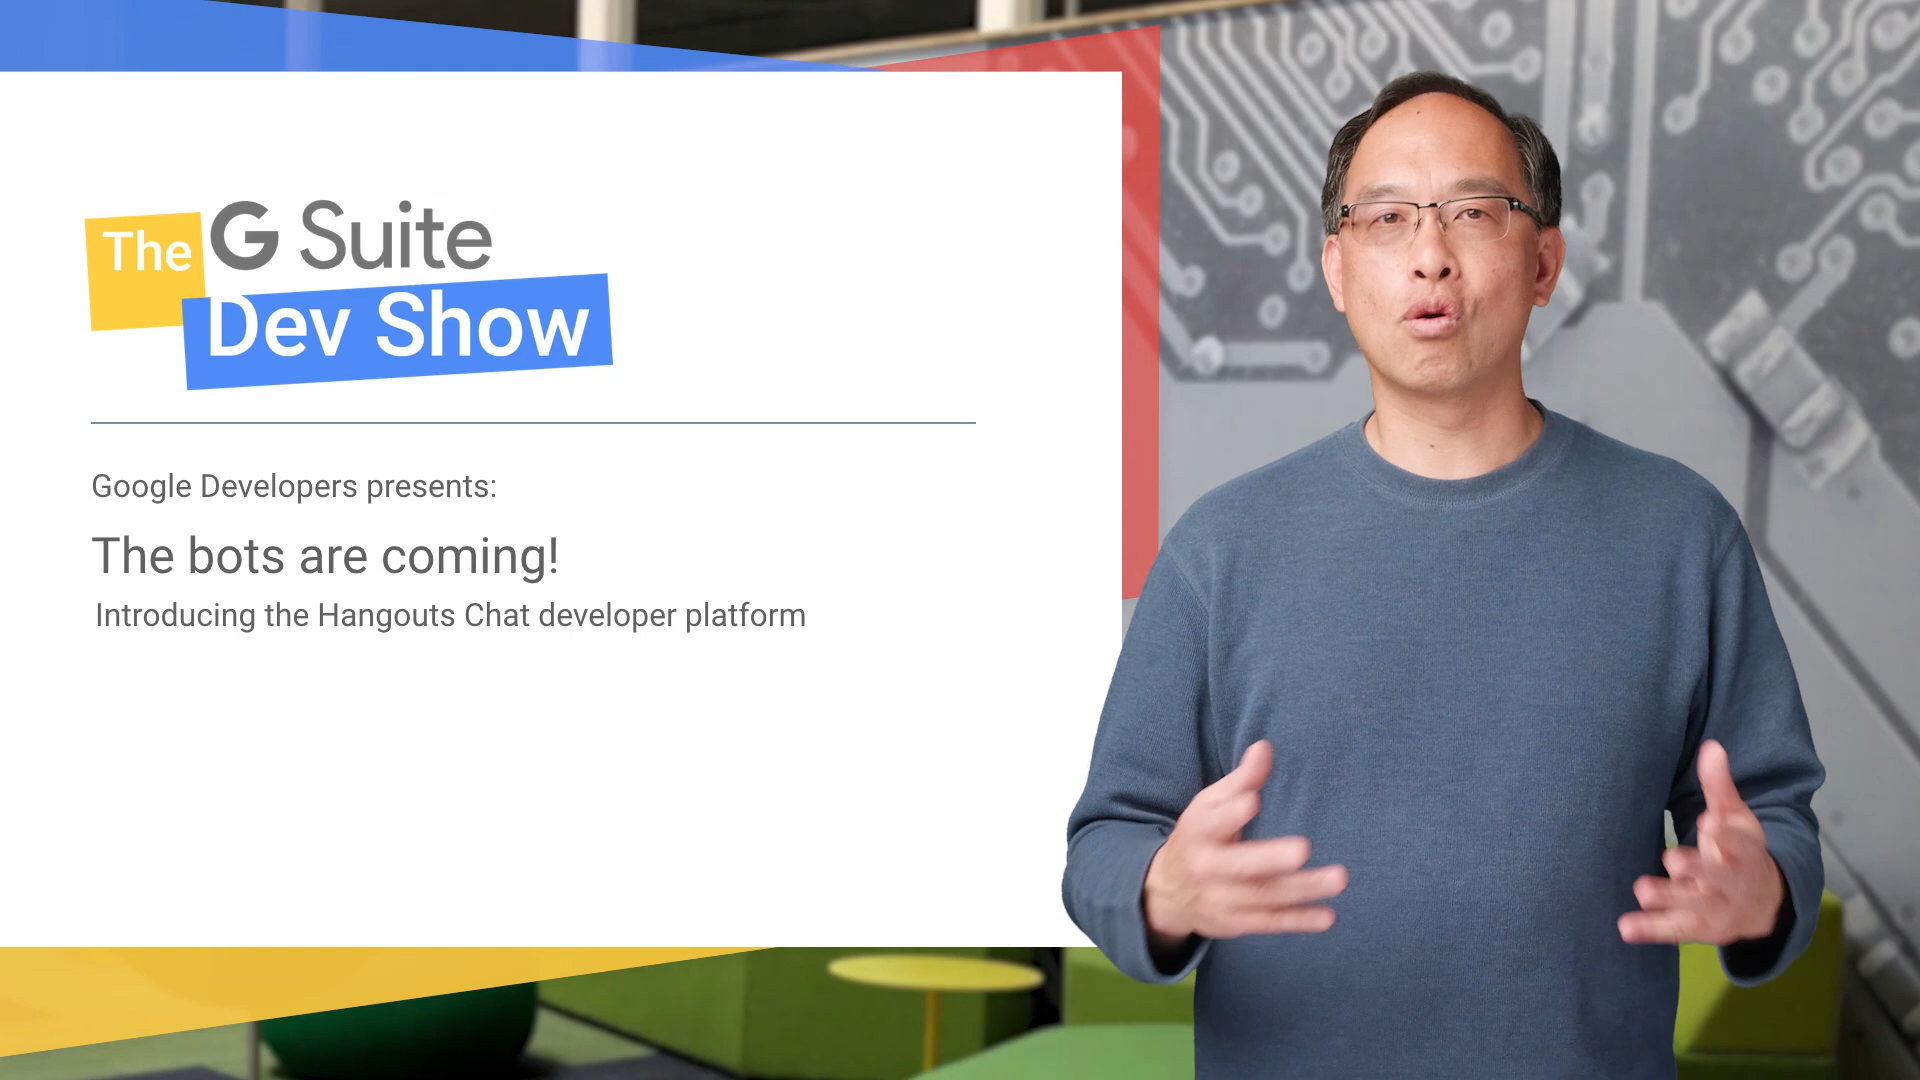 The G Suite
Dev Show
Google Developers presents:
The bots are coming!
Introducing the Hangouts Chat developer platform